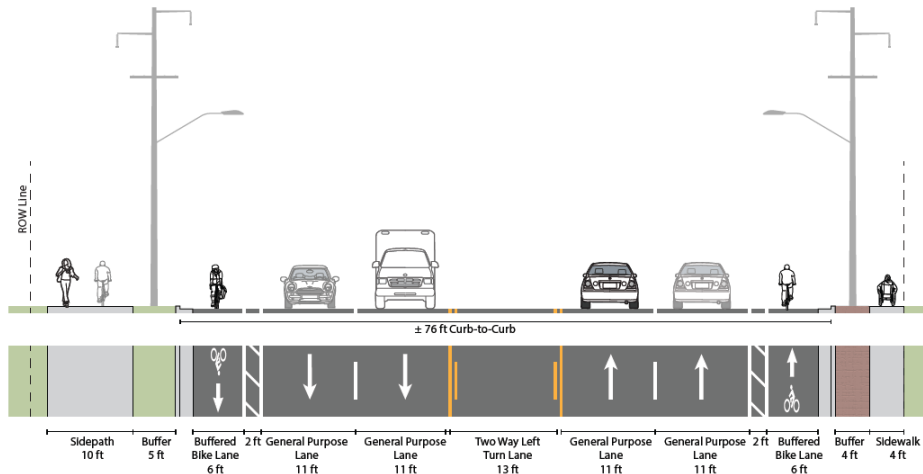 ROW Line
± 76 ft Curb-to-Curb
Sidepath
10 ft
Buffer
5 ft
Buffered
Bike Lane
6 ft
2 ft
General Purpose
Lane
11 ft
General Purpose
Lane
11 ft
Two Way Left
Turn Lane
13 ft
General Purpose
Lane
11 ft
General Purpose
Lane
11 ft
2 ft
Buffered
Bike Lane
6 ft
Buffer
4 ft
Sidewalk
4 ft